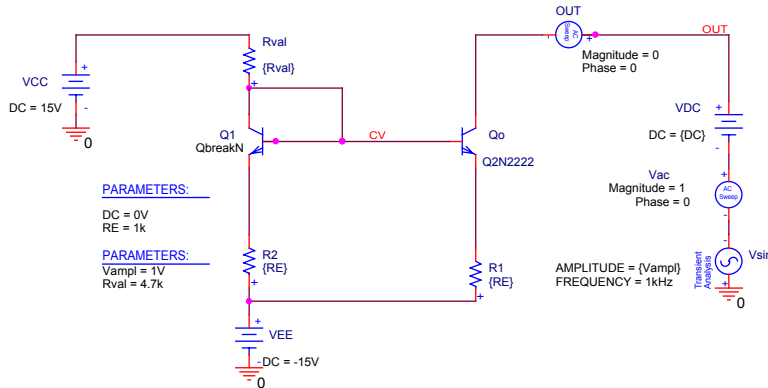 OUT
Rval
{Rval}
AC
Sweep
OUT
Magnitude = 0
Phase = 0
VCC
DC = 15V
0
Q1
QbreakN
CV
Qo
Q2N2222
VDC
DC = {DC}
Vac
Magnitude = 1
Phase = 0
AC
Sweep
PARAMETERS:
DC = 0V
RE = 1k
PARAMETERS:
Vampl = 1V
Rval = 4.7k
R2
{RE}
R1
{RE}
AMPLITUDE = {Vampl}
FREQUENCY = 1kHz
Transient
Analysis
Vsin
0
VEE
DC = -15V
0